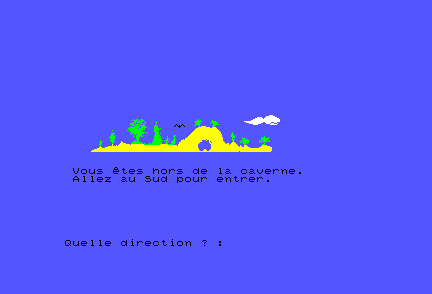 Vous êtes hors de la caverne.
Allez au Sud pour entrer.
Quelle direction ? :